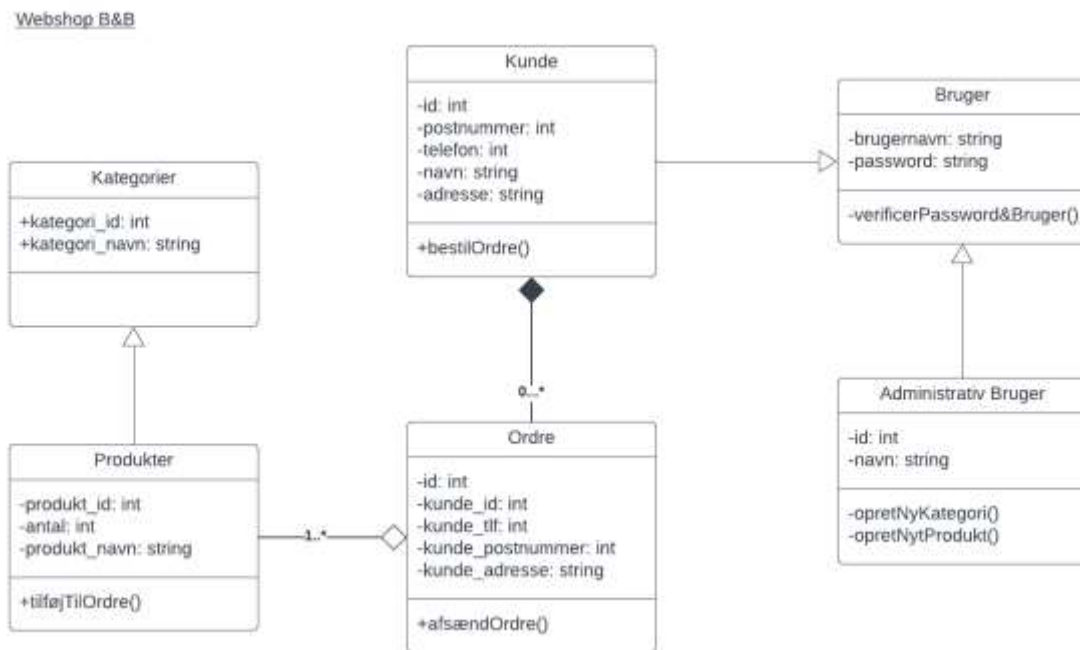 Webshop B&B
Kunde
-id: int
-postnummer: int
-telefon: int
-navn: string
-adresse: string
+bestilOrdre()
Bruger
-brugernavn: string
-password: string
-verificerPassword&Bruger()
Kategorier
+kategori_id: int
+kategori_navn: string
0...*
Administrativ Bruger
-id: int
-navn: string
-opretNyKategori()
-opretNytProdukt()
Produkter
-produkt_id: int
-antal: int
-produkt_navn: string
+tilføjTilOrdre()
1..*
Ordre
-id: int
-kunde_id: int
-kunde_tlf: int
-kunde_postnummer: int
-kunde_adresse: string
+afsændOrdre()